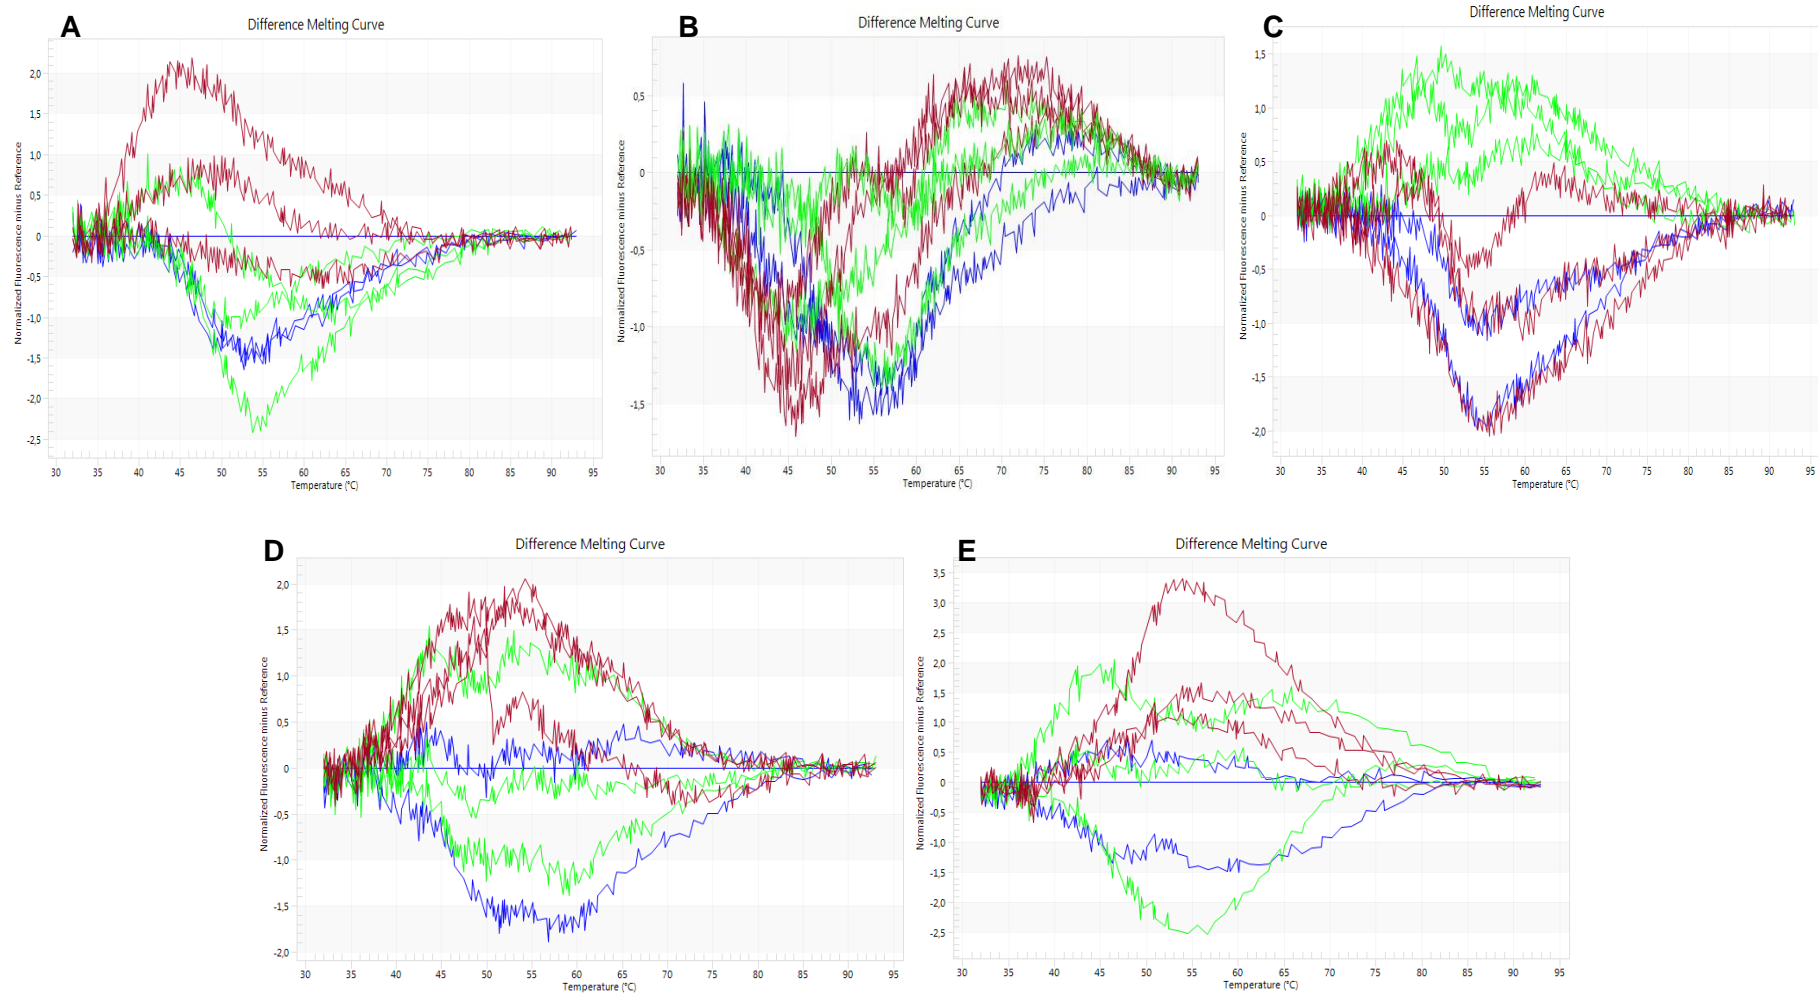 A
Difference Melting Curve
Normalized Fluorescence minus Reference
2,0
1,5
1,0
0,5
0
-0,5
-1,0
-1,5
-2,0
-2,5
30 35 40 45 50 55 60 65 70 75 80 85 90 95
Temperature (°C)
B
Difference Melting Curve
Normalized Fluorescence minus Reference
0,5
0
-0,5
-1,0
-1,5
30 35 40 45 50 55 60 65 70 75 80 85 90 95
Temperature (°C)
C
Difference Melting Curve
Normalized Fluorescence minus Reference
1,5
1,0
0,5
0
-0,5
-1,0
-1,5
-2,0
30 35 40 45 50 55 60 65 70 75 80 85 90 95
Temperature (°C)
D
Difference Melting Curve
Normalized Fluorescence minus Reference
2,0
1,5
1,0
0,5
0
-0,5
-1,0
-1,5
-2,0
30 35 40 45 50 55 60 65 70 75 80 85 90 95
Temperature (°C)
E
Difference Melting Curve
Normalized Fluorescence minus Reference
3,5
3,0
2,5
2,0
1,5
1,0
0,5
0
-0,5
-1,0
-1,5
-2,0
-2,5
30 35 40 45 50 55 60 65 70 75 80 85 90 95
Temperature (°C)